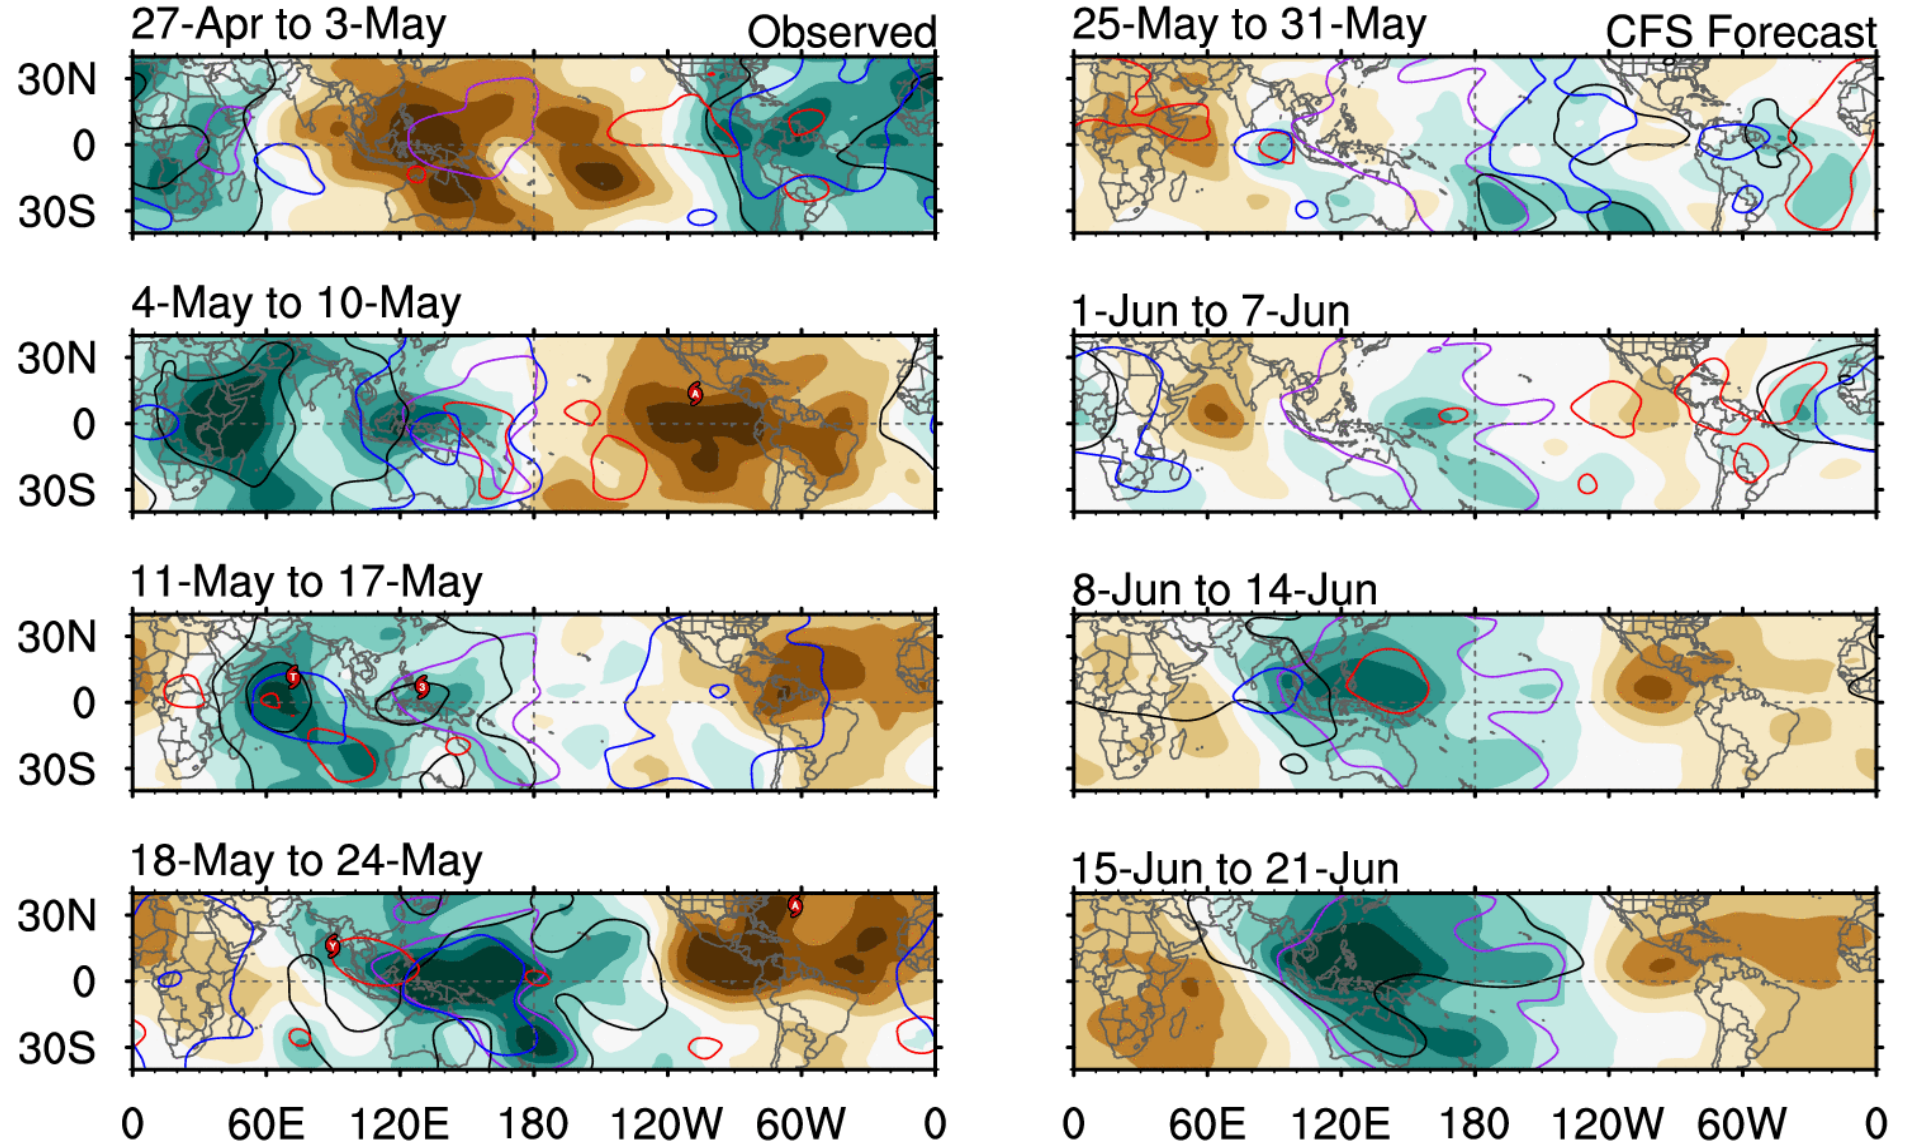 27-Apr to 3-May
Observed
30N
0
30S
4-May to 10-May
30N
0
30S
A
11-May to 17-May
30N
0
30S
T
3
18-May to 24-May
30N
0
30S
Y
A
0 60E 120E 180 120W 60W 0
25-May to 31-May
CFS Forecast
1-Jun to 7-Jun
8-Jun to 14-Jun
15-Jun to 21-Jun
0 60E 120E 180 120W 60W 0